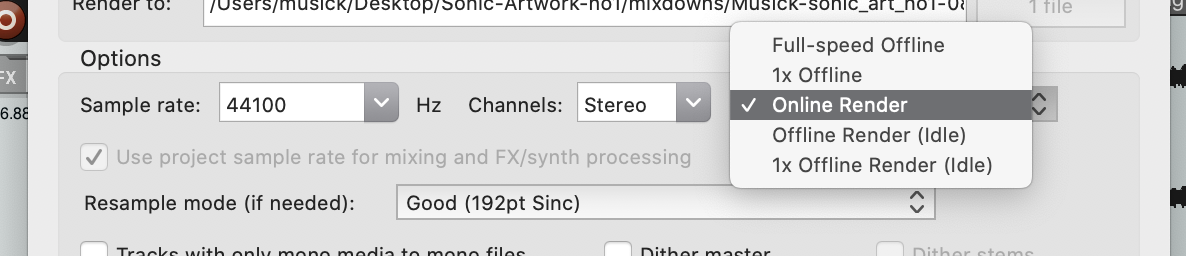 Render to: /Users/musick/Desktop/Sonic-Artwork-no1/mixdowns/Musick-sonic_art_no1-08 1 file
Options
Full-speed Offline
1x Offline
FX
Sample rate: 44100 Hz Channels: Stereo ✓ Online Render
6.88
Offline Render (Idle)
Use project sample rate for mixing and FX/synth processing
1x Offline Render (Idle)
Resample mode (if needed): Good (192pt Sinc)
Tracks with only mono media to mono files Dither master Dither stems